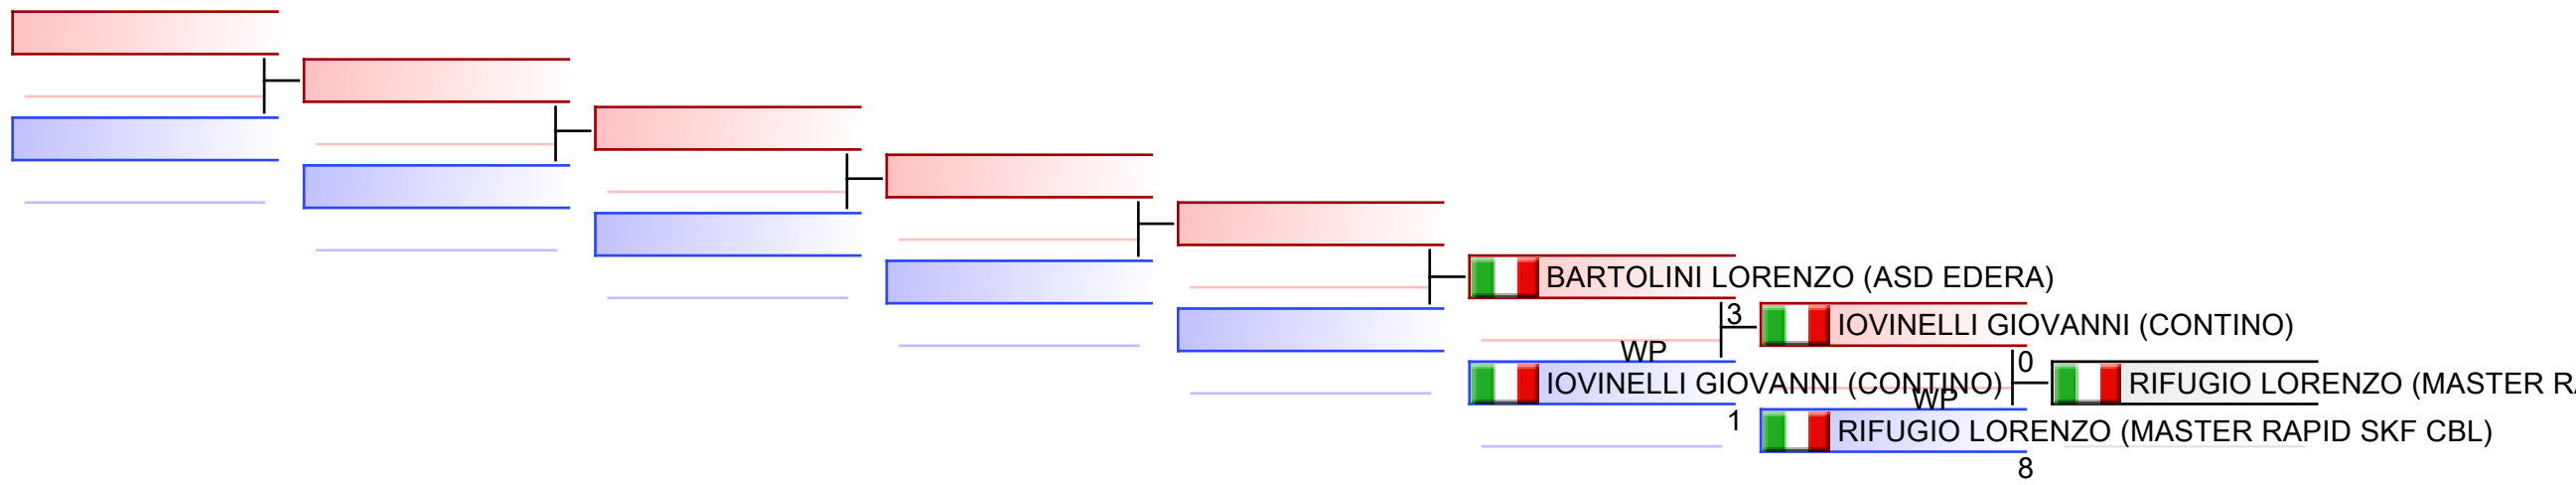 BARTOLINI LORENZO (ASD EDERA)
3
IOVINELLI GIOVANNI (CONTINO)
WP
0
IOVINELLI GIOVANNI (CONTINO)
RIFUGIO LORENZO (MASTER RA
WP
1
RIFUGIO LORENZO (MASTER RAPID SKF CBL)
8